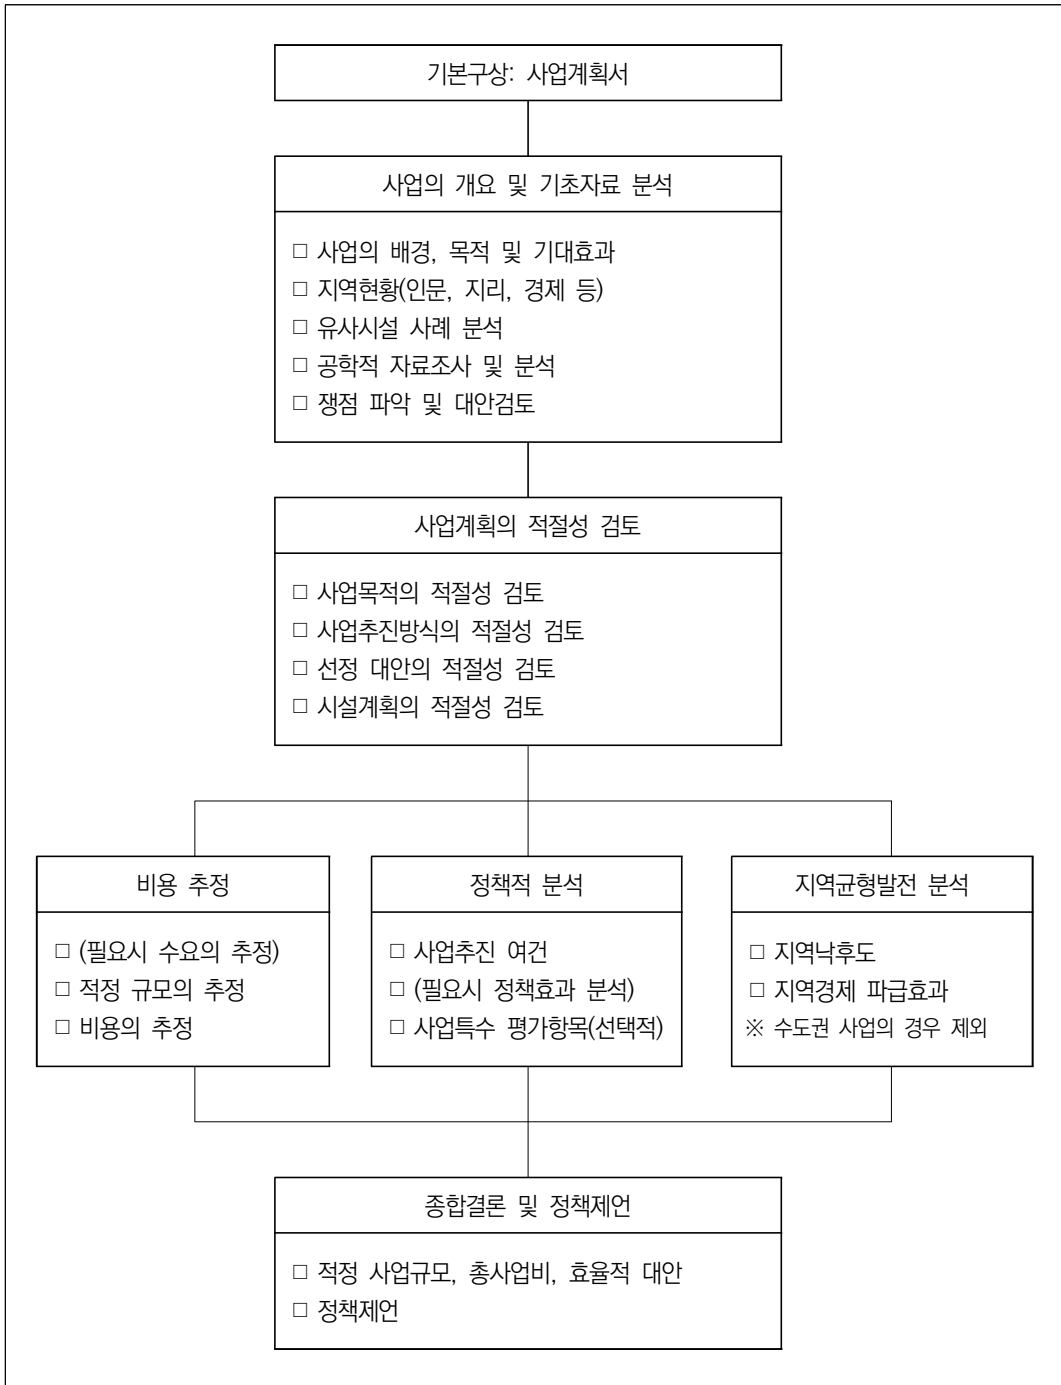 기본구상: 사업계획서
사업의 개요 및 기초자료 분석
□ 사업의 배경, 목적 및 기대효과
□ 지역현황(인문, 지리, 경제 등)
□ 유사시설 사례 분석
□ 공학적 자료조사 및 분석
□ 쟁점 파악 및 대안검토
사업계획의 적절성 검토
□ 사업목적의 적절성 검토
□ 사업추진방식의 적절성 검토
□ 선정 대안의 적절성 검토
□ 시설계획의 적절성 검토
비용 추정
□ (필요시 수요의 추정)
□ 적정 규모의 추정
□ 비용의 추정
정책적 분석
□ 사업추진 여건
□ (필요시 정책효과 분석)
□ 사업특수 평가항목(선택적)
지역균형발전 분석
□ 지역낙후도
□ 지역경제 파급효과
※ 수도권 사업의 경우 제외
종합결론 및 정책제언
□ 적정 사업규모, 총사업비, 효율적 대안
□ 정책제언